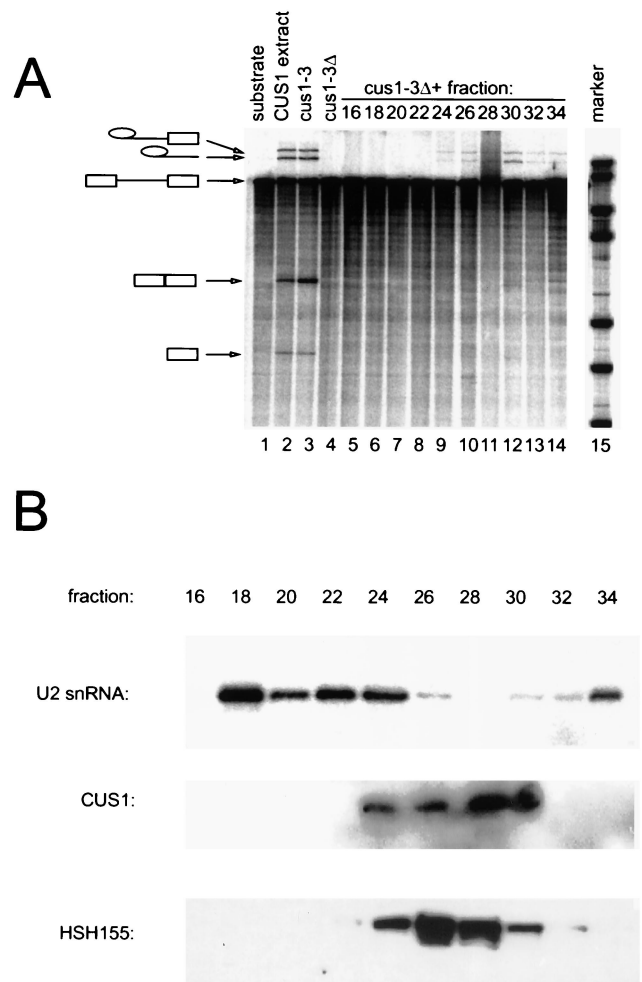 A
substrate
CUS1 extract
cus1-3
cus1-3Δ
cus1-3Δ+ fraction:
16 18 20 22 24 26 28 30 32 34
marker
1 2 3 4 5 6 7 8 9 10 11 12 13 14 15
B
fraction: 16 18 20 22 24 26 28 30 32 34
U2 snRNA:
CUS1:
HSH155: